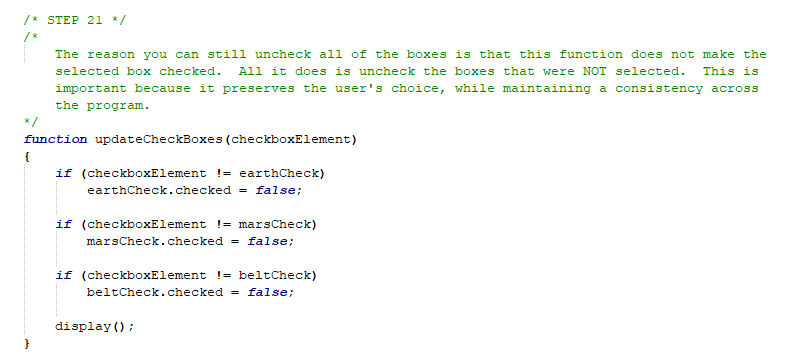 /* STEP 21 */
/*
The reason you can still uncheck all of the boxes is that this function does not make the
selected box checked.  All it does is uncheck the boxes that were NOT selected.  This is
important because it preserves the user's choice, while maintaining a consistency across
the program.
*/
function updateCheckBoxes(checkboxElement)
{
if (checkboxElement != earthCheck)
earthCheck.checked = false;
if (checkboxElement != marsCheck)
marsCheck.checked = false;
if (checkboxElement != beltCheck)
beltCheck.checked = false;
display();
}